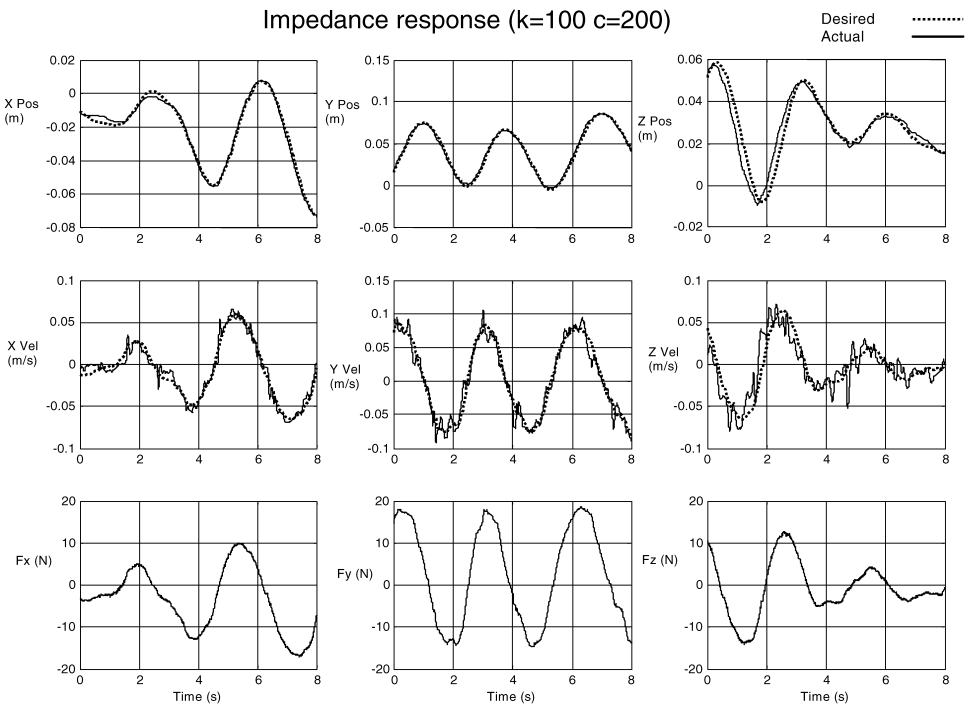 Impedance response (k=100 c=200)
Desired
Actual
X Pos
(m)
0.02
0
-0.02
-0.04
-0.06
-0.08
0 2 4 6 8
Y Pos
(m)
0.15
0.1
0.05
0
-0.05
0 2 4 6 8
Z Pos
(m)
0.06
0.04
0.02
0
-0.02
0 2 4 6 8
X Vel
(m/s)
0.1
0.05
0
-0.05
-0.1
0 2 4 6 8
Y Vel
(m/s)
0.15
0.1
0.05
0
-0.05
-0.1
0 2 4 6 8
Z Vel
(m/s)
0.1
0.05
0
-0.05
-0.1
0 2 4 6 8
Fx (N)
20
10
0
-10
-20
0 2 4 6 8
Time (s)
Fy (N)
20
10
0
-10
-20
0 2 4 6 8
Time (s)
Fz (N)
20
10
0
-10
-20
0 2 4 6 8
Time (s)